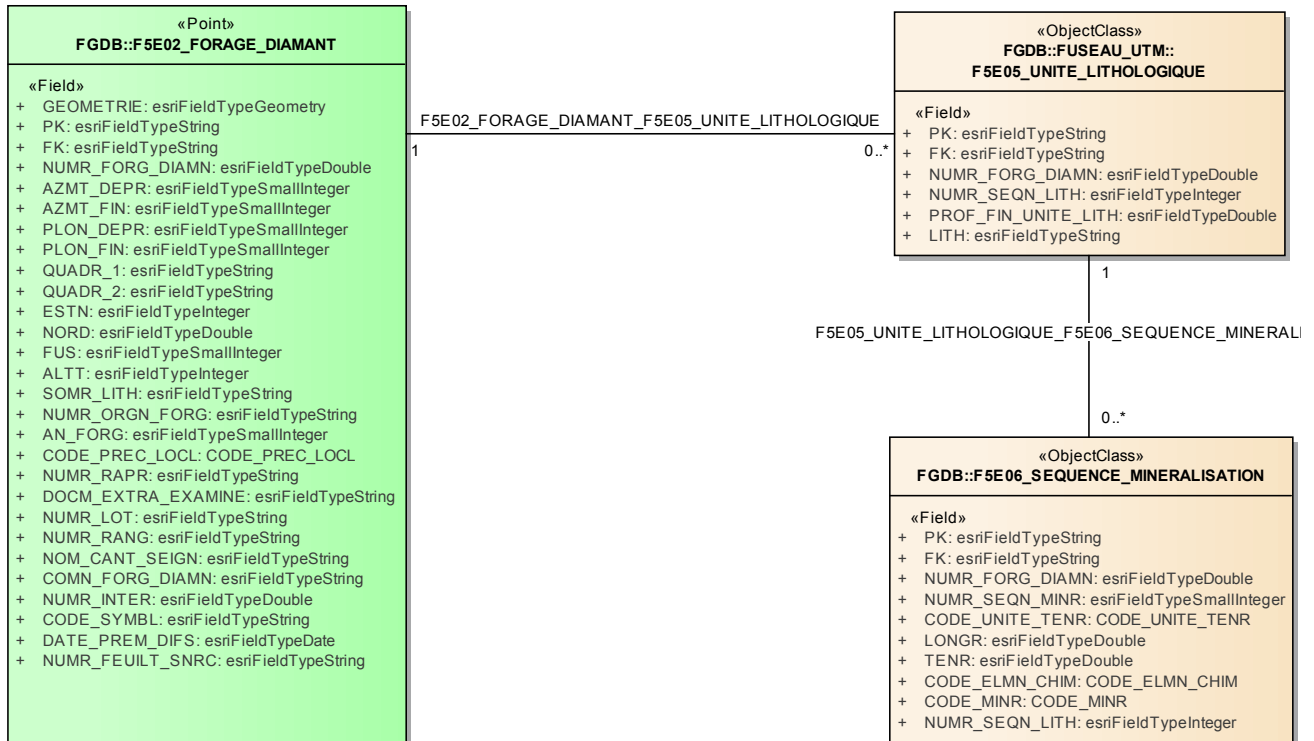 «Point»
FGDB::F5E02_FORAGE_DIAMANT
«Field»
+ GEOMETRIE: esriFieldTypeGeometry
+ PK: esriFieldTypeString
+ FK: esriFieldTypeString
+ NUMR_FORG_DIAMN: esriFieldTypeDouble
+ AZMT_DEPR: esriFieldTypeSmallInteger
+ AZMT_FIN: esriFieldTypeSmallInteger
+ PLON_DEPR: esriFieldTypeSmallInteger
+ PLON_FIN: esriFieldTypeSmallInteger
+ QUADR_1: esriFieldTypeString
+ QUADR_2: esriFieldTypeString
+ ESTN: esriFieldTypeInteger
+ NORD: esriFieldTypeDouble
+ FUS: esriFieldTypeSmallInteger
+ ALTT: esriFieldTypeInteger
+ SOMR_LITH: esriFieldTypeString
+ NUMR_ORGN_FORG: esriFieldTypeString
+ AN_FORG: esriFieldTypeSmallInteger
+ CODE_PREC_LOCL: CODE_PREC_LOCL
+ NUMR_RAPR: esriFieldTypeString
+ DOCM_EXTRA_EXAMINE: esriFieldTypeString
+ NUMR_LOT: esriFieldTypeString
+ NUMR_RANG: esriFieldTypeString
+ NOM_CANT_SEIGN: esriFieldTypeString
+ COMN_FORG_DIAMN: esriFieldTypeString
+ NUMR_INTER: esriFieldTypeDouble
+ CODE_SYMBL: esriFieldTypeString
+ DATE_PREM_DIFS: esriFieldTypeDate
+ NUMR_FEUILT_SNRC: esriFieldTypeString
F5E02_FORAGE_DIAMANT_F5E05_UNITE_LITHOLOGIQUE
1
0..*
«ObjectClass»
FGDB::FUSEAU_UTM::
F5E05_UNITE_LITHOLOGIQUE
«Field»
+ PK: esriFieldTypeString
+ FK: esriFieldTypeString
+ NUMR_FORG_DIAMN: esriFieldTypeDouble
+ NUMR_SEQN_LITH: esriFieldTypeInteger
+ PROF_FIN_UNITE_LITH: esriFieldTypeDouble
+ LITH: esriFieldTypeString
1
F5E05_UNITE_LITHOLOGIQUE_F5E06_SEQUENCE_MINERALI
0..*
«ObjectClass»
FGDB::F5E06_SEQUENCE_MINERALISATION
«Field»
+ PK: esriFieldTypeString
+ FK: esriFieldTypeString
+ NUMR_FORG_DIAMN: esriFieldTypeDouble
+ NUMR_SEQN_MINR: esriFieldTypeSmallInteger
+ CODE_UNITE_TENR: CODE_UNITE_TENR
+ LONGR: esriFieldTypeDouble
+ TENR: esriFieldTypeDouble
+ CODE_ELMN_CHIM: CODE_ELMN_CHIM
+ CODE_MINR: CODE_MINR
+ NUMR_SEQN_LITH: esriFieldTypeInteger